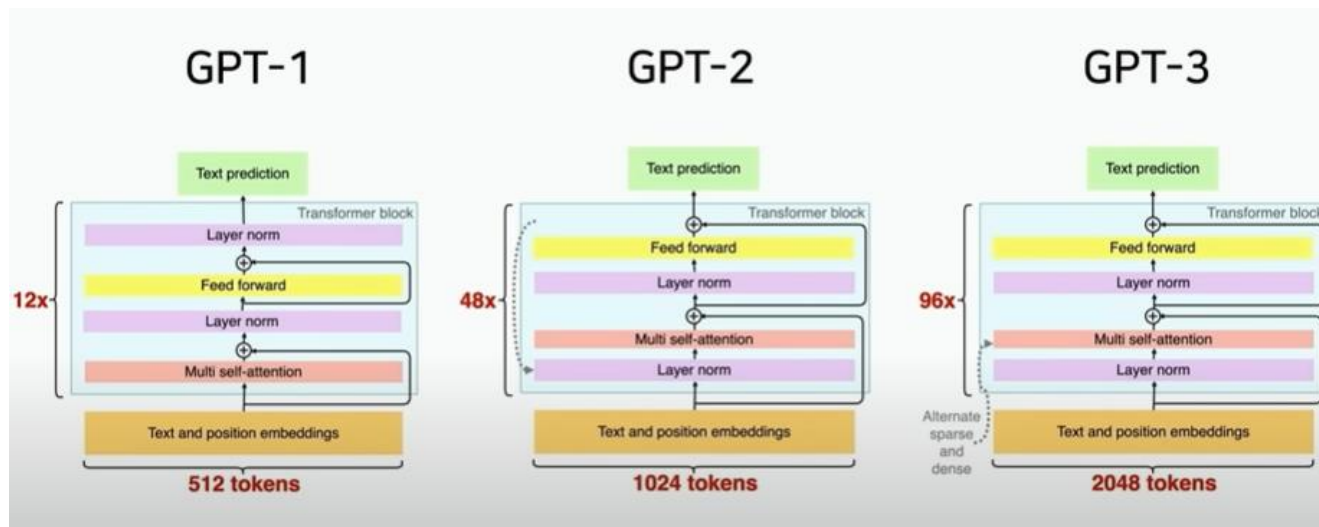 GPT-1
Text prediction
Transformer block
Layer norm
Feed forward
12x
Layer norm
Multi self-attention
Text and position embeddings
512 tokens
GPT-2
Text prediction
Transformer block
Feed forward
Layer norm
48x
Multi self-attention
Layer norm
Text and position embeddings
1024 tokens
GPT-3
Text prediction
Transformer block
Feed forward
Layer norm
96x
Multi self-attention
Layer norm
Alternate
sparse
and
dense
Text and position embeddings
2048 tokens